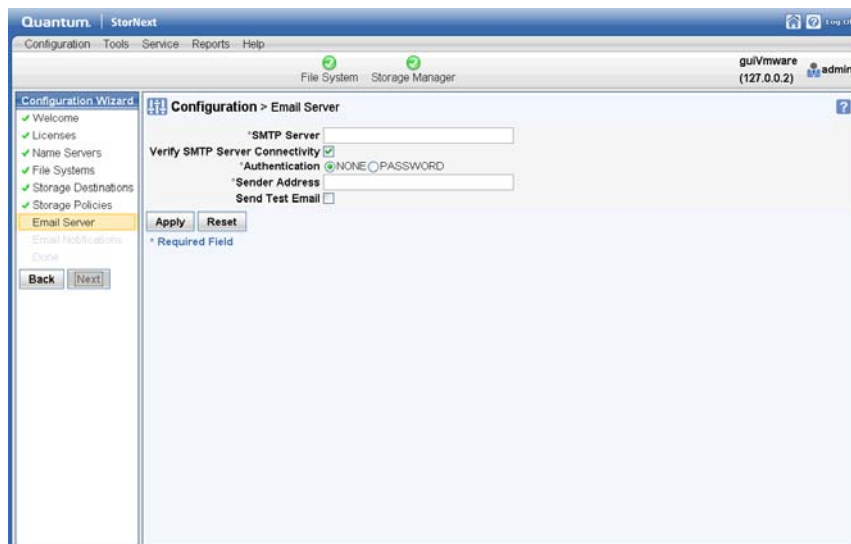 Quantum. StorNext
Log O
Configuration Tools Service Reports Help
File System Storage Manager
guiVmware
(127.0.0.2)
admin
Configuration Wizard
Welcome
Licenses
Name Servers
File Systems
Storage Destinations
Storage Policies
Email Server
Email Notifications
Done
Back Next
Configuration > Email Server
?
*SMTP Server
Verify SMTP Server Connectivity
*Authentication NONE PASSWORD
*Sender Address
Send Test Email
Apply Reset
* Required Field